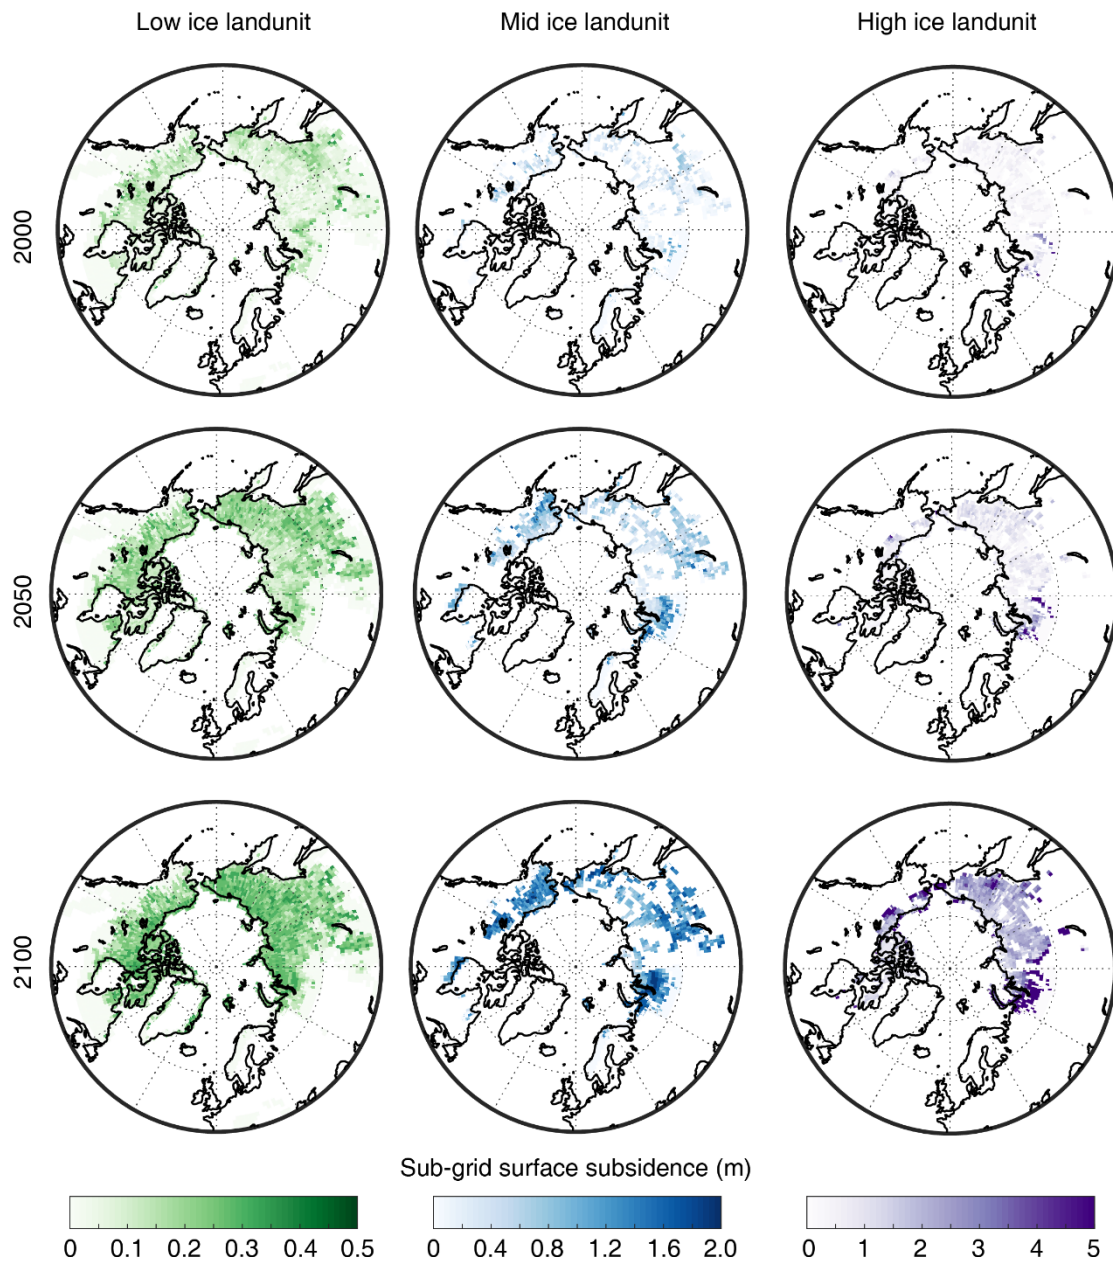 Low ice landunit Mid ice landunit High ice landunit
2000
2050
2100
Sub-grid surface subsidence (m)
0 0.1 0.2 0.3 0.4 0.5 0 0.4 0.8 1.2 1.6 2.0 0 1 2 3 4 5